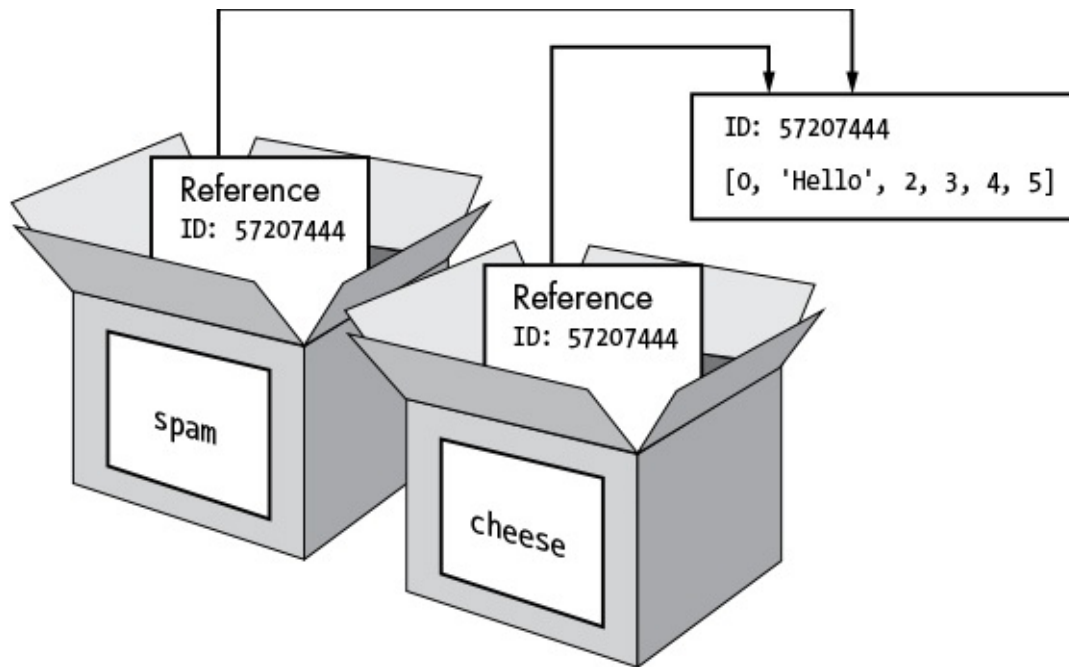 ID: 57207444
[0, 'Hello', 2, 3, 4, 5]
Reference
ID: 57207444
Reference
ID: 57207444
spam
cheese